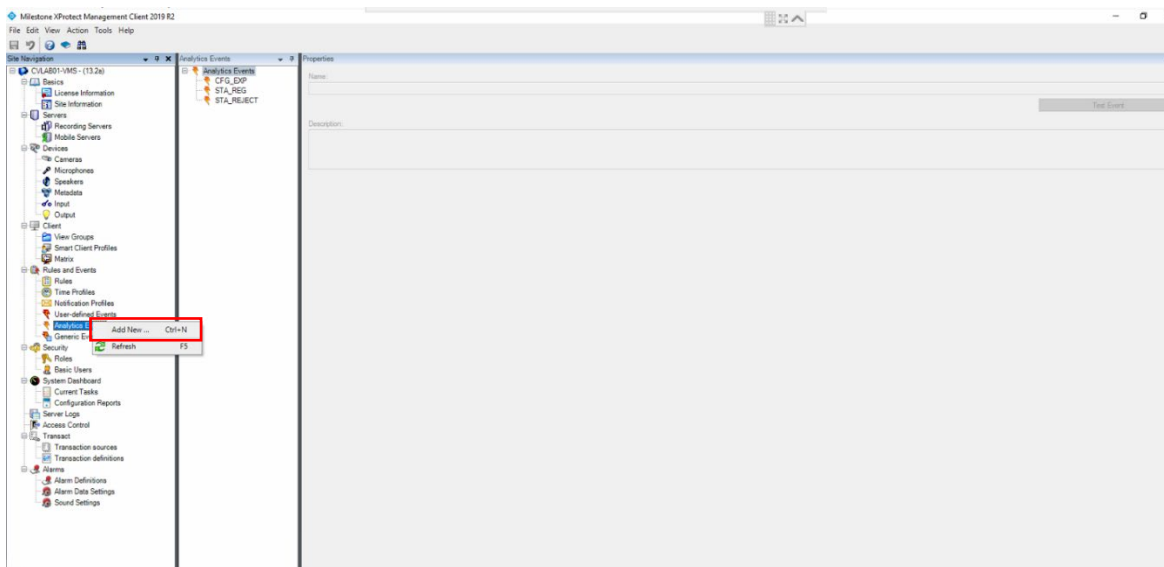 Milestone XProtect Management Client 2019 R2
File Edit View Action Tools Help
Site Navigation
CVLAB01-VMS - (13.2a)
Basics
License Information
Site Information
Servers
Recording Servers
Mobile Servers
Devices
Cameras
Microphones
Speakers
Metadata
Input
Output
Client
View Groups
Smart Client Profiles
Matrix
Rules and Events
Rules
Time Profiles
Notification Profiles
User-defined Events
Analytics E
Generic Ev
Security
Roles
Basic Users
System Dashboard
Current Tasks
Configuration Reports
Server Logs
Access Control
Transact
Transaction sources
Transaction definitions
Alarms
Alarm Definitions
Alarm Data Settings
Sound Settings
Add New ... Ctrl+N
Refresh F5
Analytics Events
Analytics Events
CFG_EXP
STA_REG
STA_REJECT
Properties
Name:
Test Event
Description: